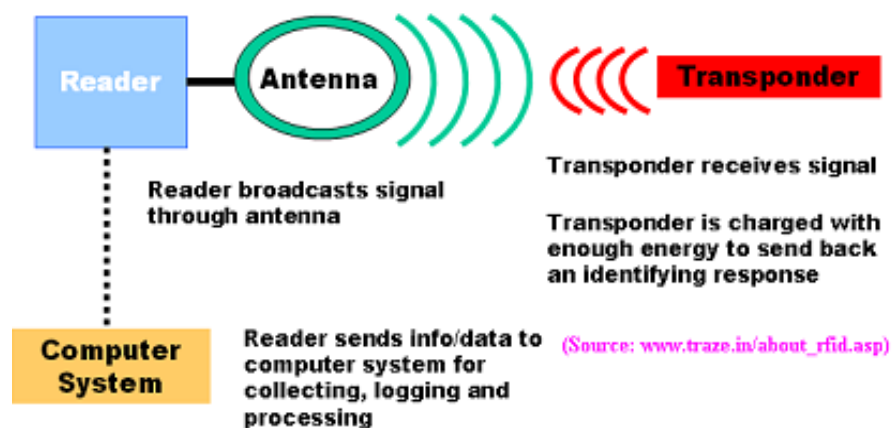 Reader
Antenna
Transponder
Reader broadcasts signal
through antenna
Transponder receives signal
Transponder is charged with
enough energy to send back
an identifying response
Computer
System
Reader sends info/data to
computer system for
collecting, logging and
processing
(Source: www.traze.in/about_rfid.asp)